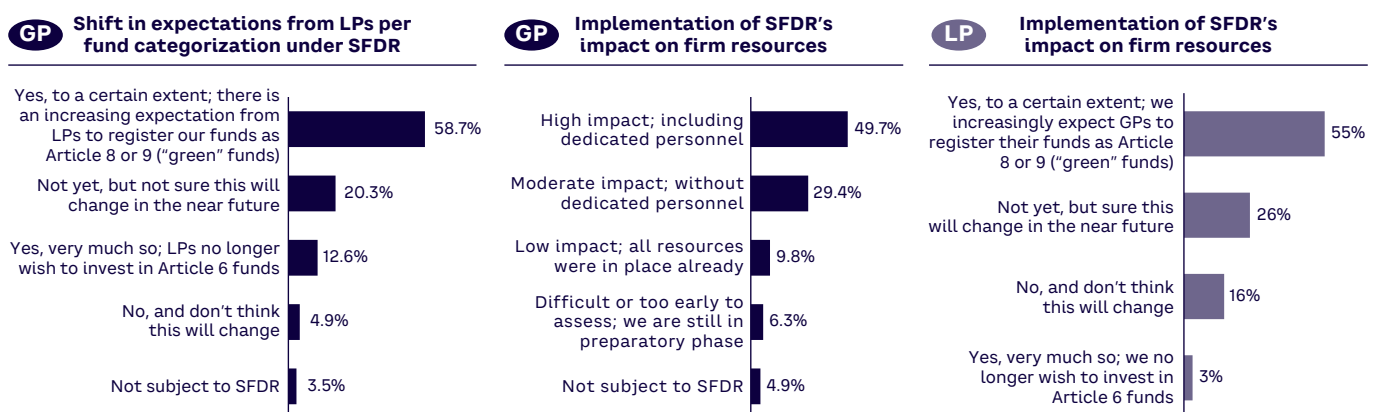 GP
Shift in expectations from LPs per
fund categorization under SFDR
Yes, to a certain extent; there is
an increasing expectation from
LPs to register our funds as
Article 8 or 9 (“green” funds)
58.7%
Not yet, but not sure this will
change in the near future
20.3%
Yes, very much so; LPs no longer
wish to invest in Article 6 funds
12.6%
No, and don’t think
this will change
4.9%
Not subject to SFDR
3.5%
GP
Implementation of SFDR’s
impact on firm resources
High impact; including
dedicated personnel
49.7%
Moderate impact; without
dedicated personnel
29.4%
Low impact; all resources
were in place already
9.8%
Difficult or too early to
assess; we are still in
preparatory phase
6.3%
Not subject to SFDR
4.9%
LP
Implementation of SFDR’s
impact on firm resources
Yes, to a certain extent; we
increasingly expect GPs to
register their funds as Article
8 or 9 (“green” funds)
55%
Not yet, but sure this
will change in the near future
26%
No, and don’t think
this will change
16%
Yes, very much so; we no
longer wish to invest in
Article 6 funds
3%